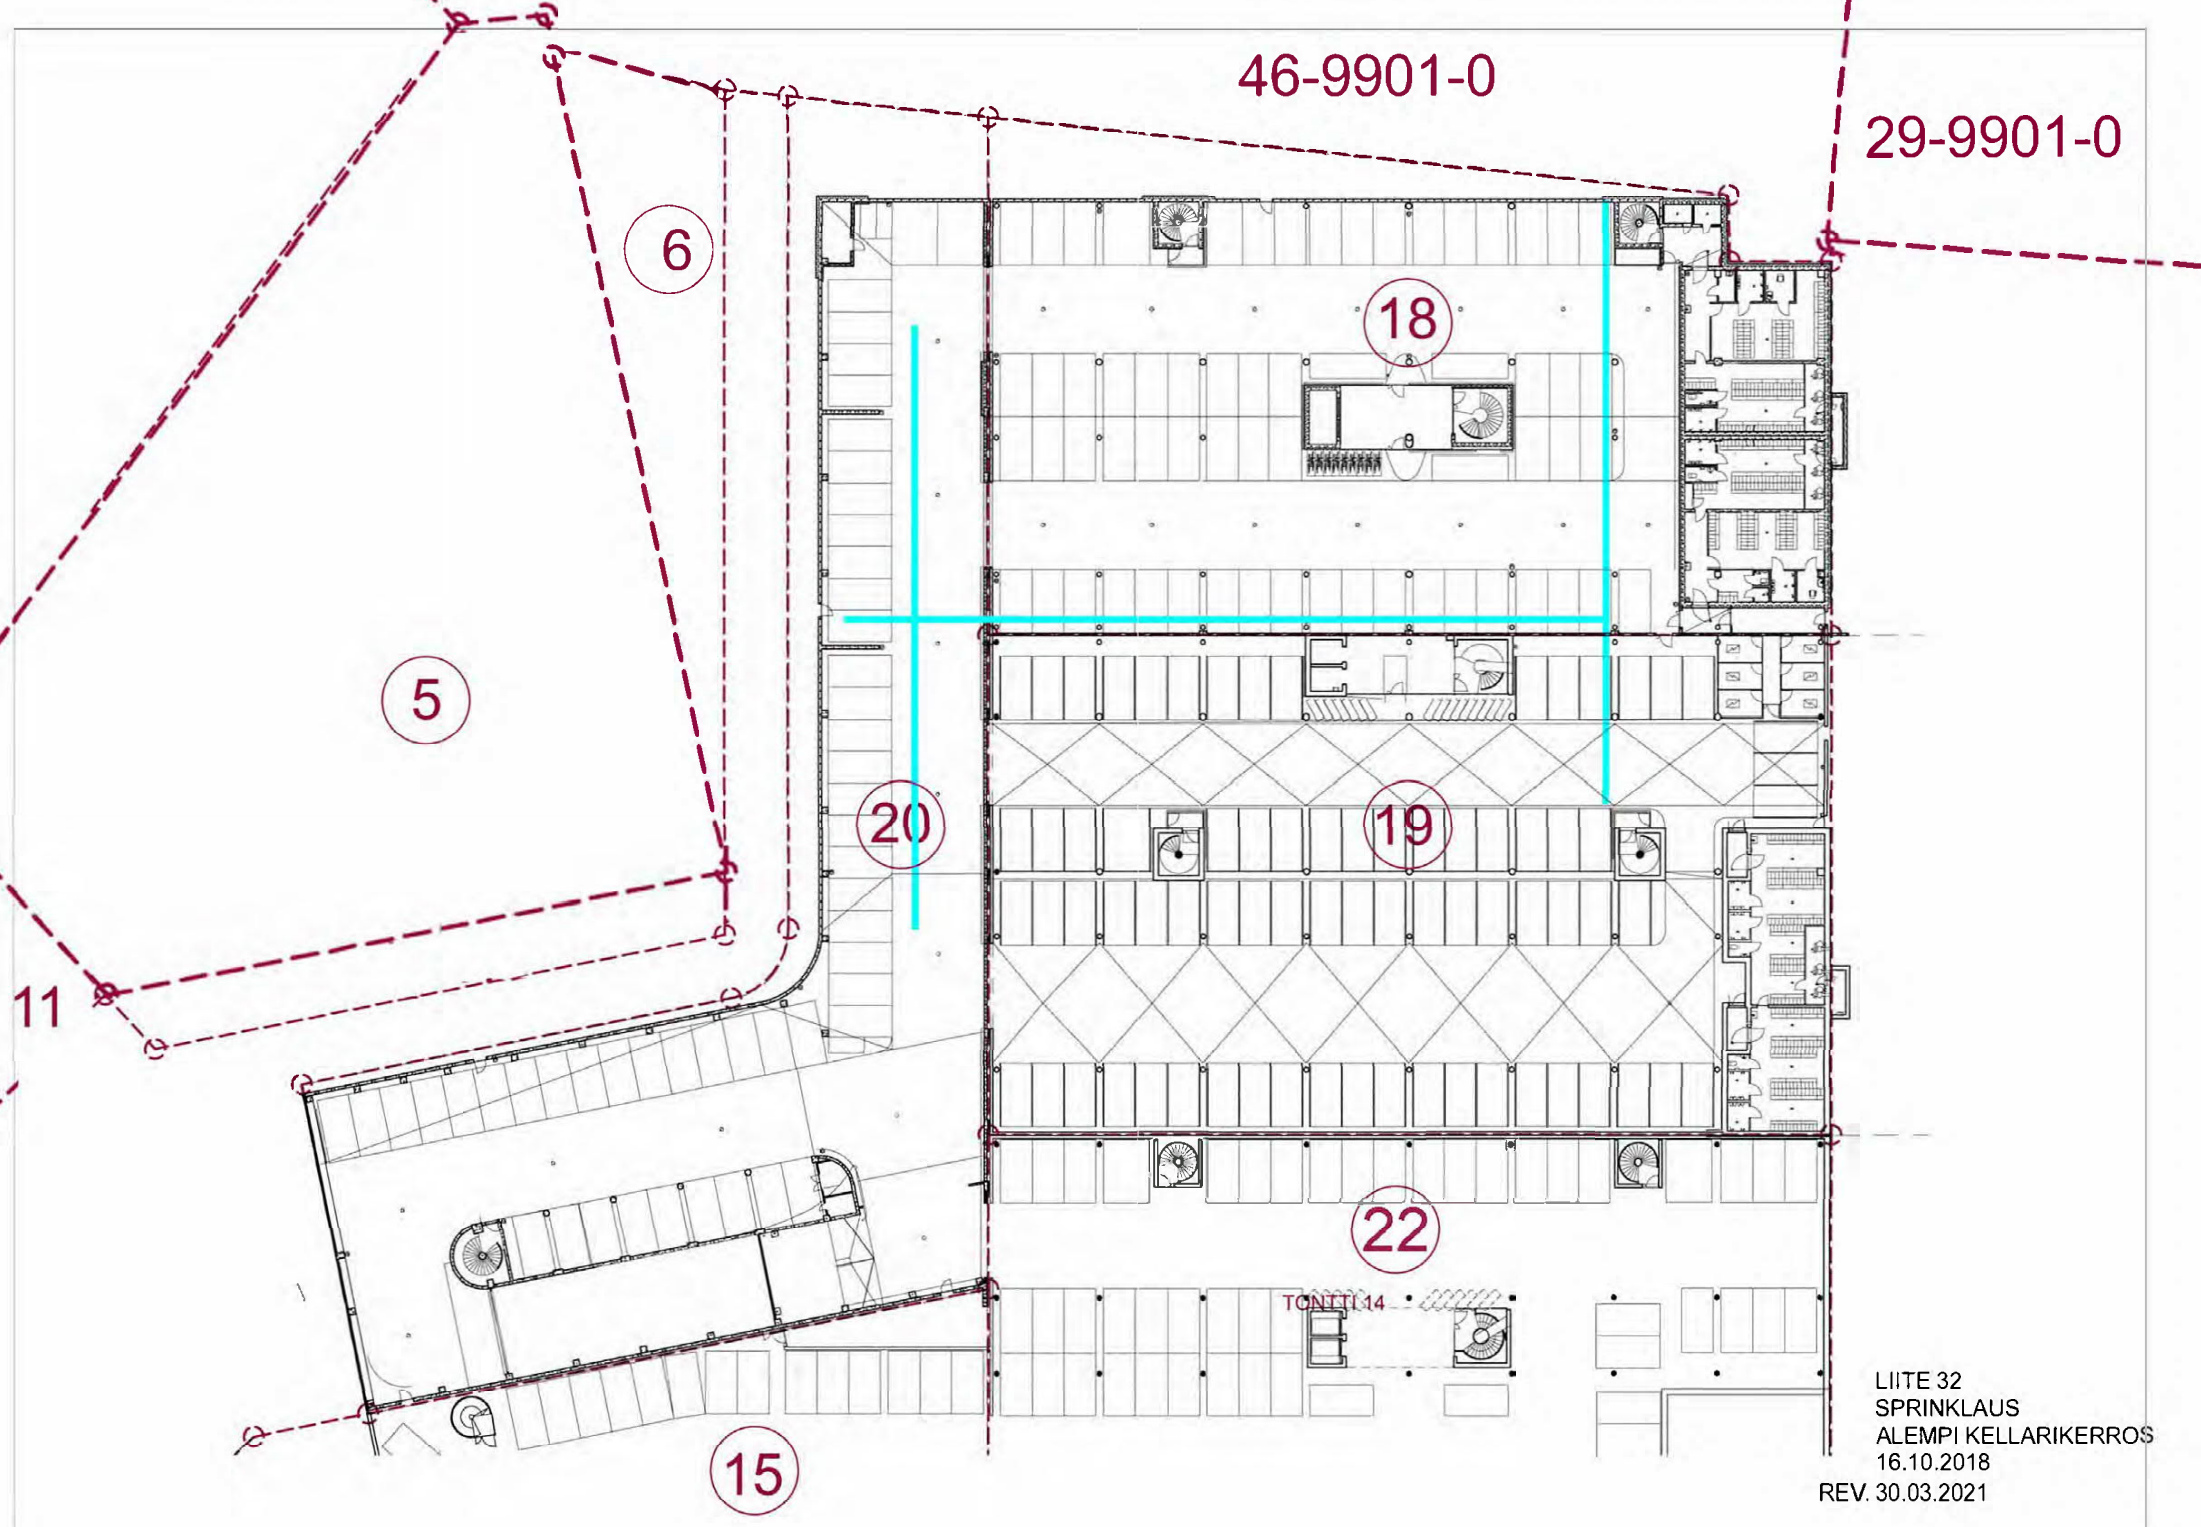 46-9901-0
29-9901-0
6
18
5
20
19
11
22
TONTTI 14
15
LIITE 32
SPRINKLAUS
ALEMPI KELLARIKERROS
16.10.2018
REV. 30.03.2021